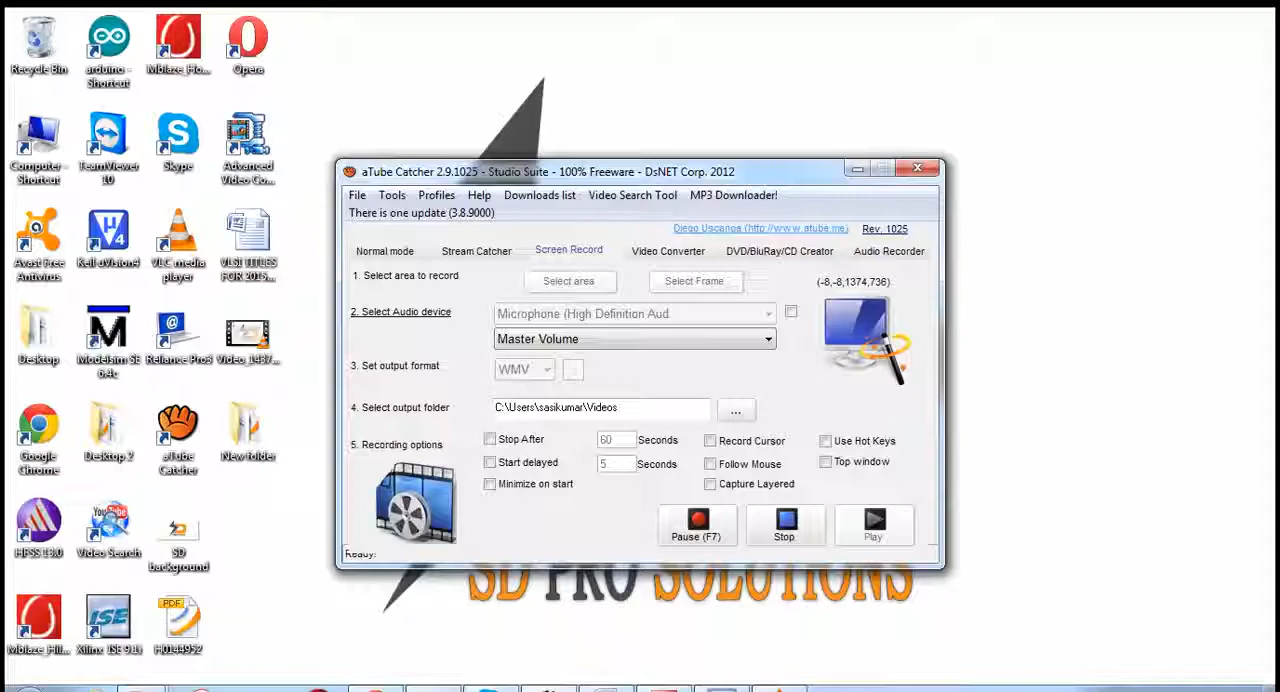 Recycle Bin
arduino - Shortcut
Mblaze_Ho...
Opera
Computer - Shortcut
TeamViewer 10
Skype
Advanced Video Co...
Avast Free Antivirus
Keil uVision4
VLC media player
VLSI TITLES FOR 2015...
Desktop
Modelsim SE 6.4c
Reliance Pro3
Video_1437...
Google Chrome
Desktop 2
aTube Catcher
New folder
HFSS 13.0
Video Search
SD background
Mblaze_Hil...
Xilinx ISE 9.1i
H0144952
aTube Catcher 2.9.1025 - Studio Suite - 100% Freeware - DsNET Corp. 2012
File Tools Profiles Help Downloads list Video Search Tool MP3 Downloader!
There is one update (3.8.9000)
Diego Uscanga (http://www.atube.me) Rev. 1025
Normal mode Stream Catcher Screen Record Video Converter DVD/BluRay/CD Creator Audio Recorder
1. Select area to record Select area Select Frame (-8,-8,1374,736)
2. Select Audio device Microphone (High Definition Aud
Master Volume
3. Set output format WMV
4. Select output folder C:\Users\sasikumar\Videos ...
5. Recording options
Stop After 60 Seconds Record Cursor Use Hot Keys
Start delayed 5 Seconds Follow Mouse Top window
Minimize on start Capture Layered
Pause (F7) Stop Play
Ready.
SD PRO SOLUTIONS